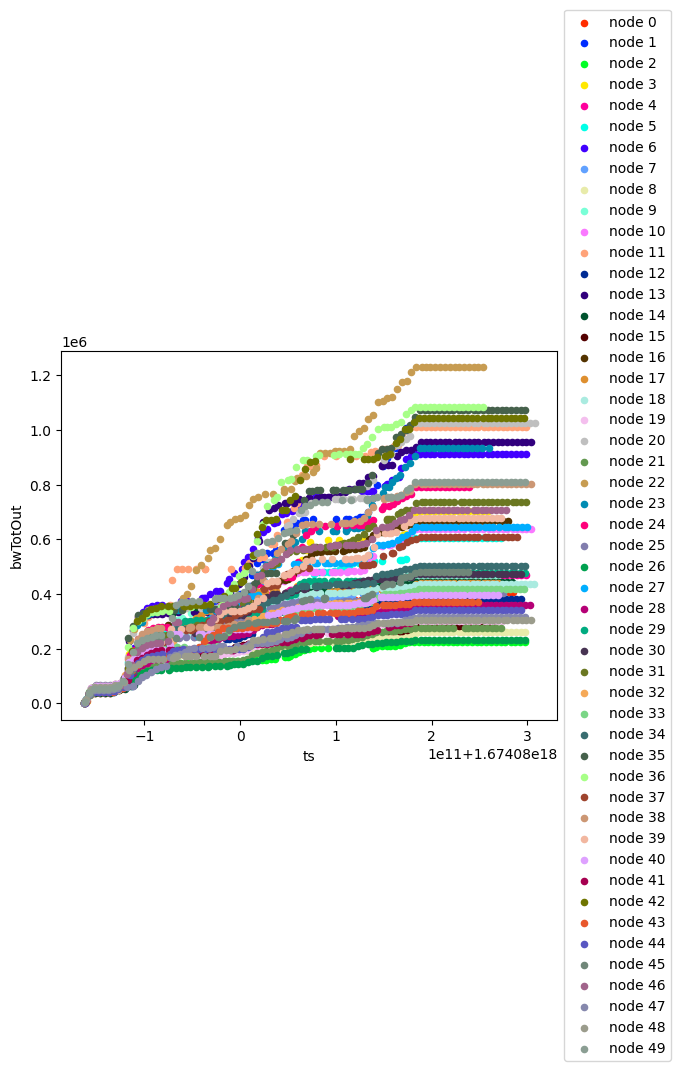 node 0
node 1
node 2
node 3
node 4
node 5
node 6
node 7
node 8
node 9
node 10
node 11
node 12
node 13
node 14
node 15
node 16
node 17
node 18
node 19
node 20
node 21
node 22
node 23
node 24
node 25
node 26
node 27
node 28
node 29
node 30
node 31
node 32
node 33
node 34
node 35
node 36
node 37
node 38
node 39
node 40
node 41
node 42
node 43
node 44
node 45
node 46
node 47
node 48
node 49
1e6
1.2
1.0
0.8
0.6
0.4
0.2
0.0
bwTotOut
−1 0 1 2 3
ts
1e11+1.67408e18